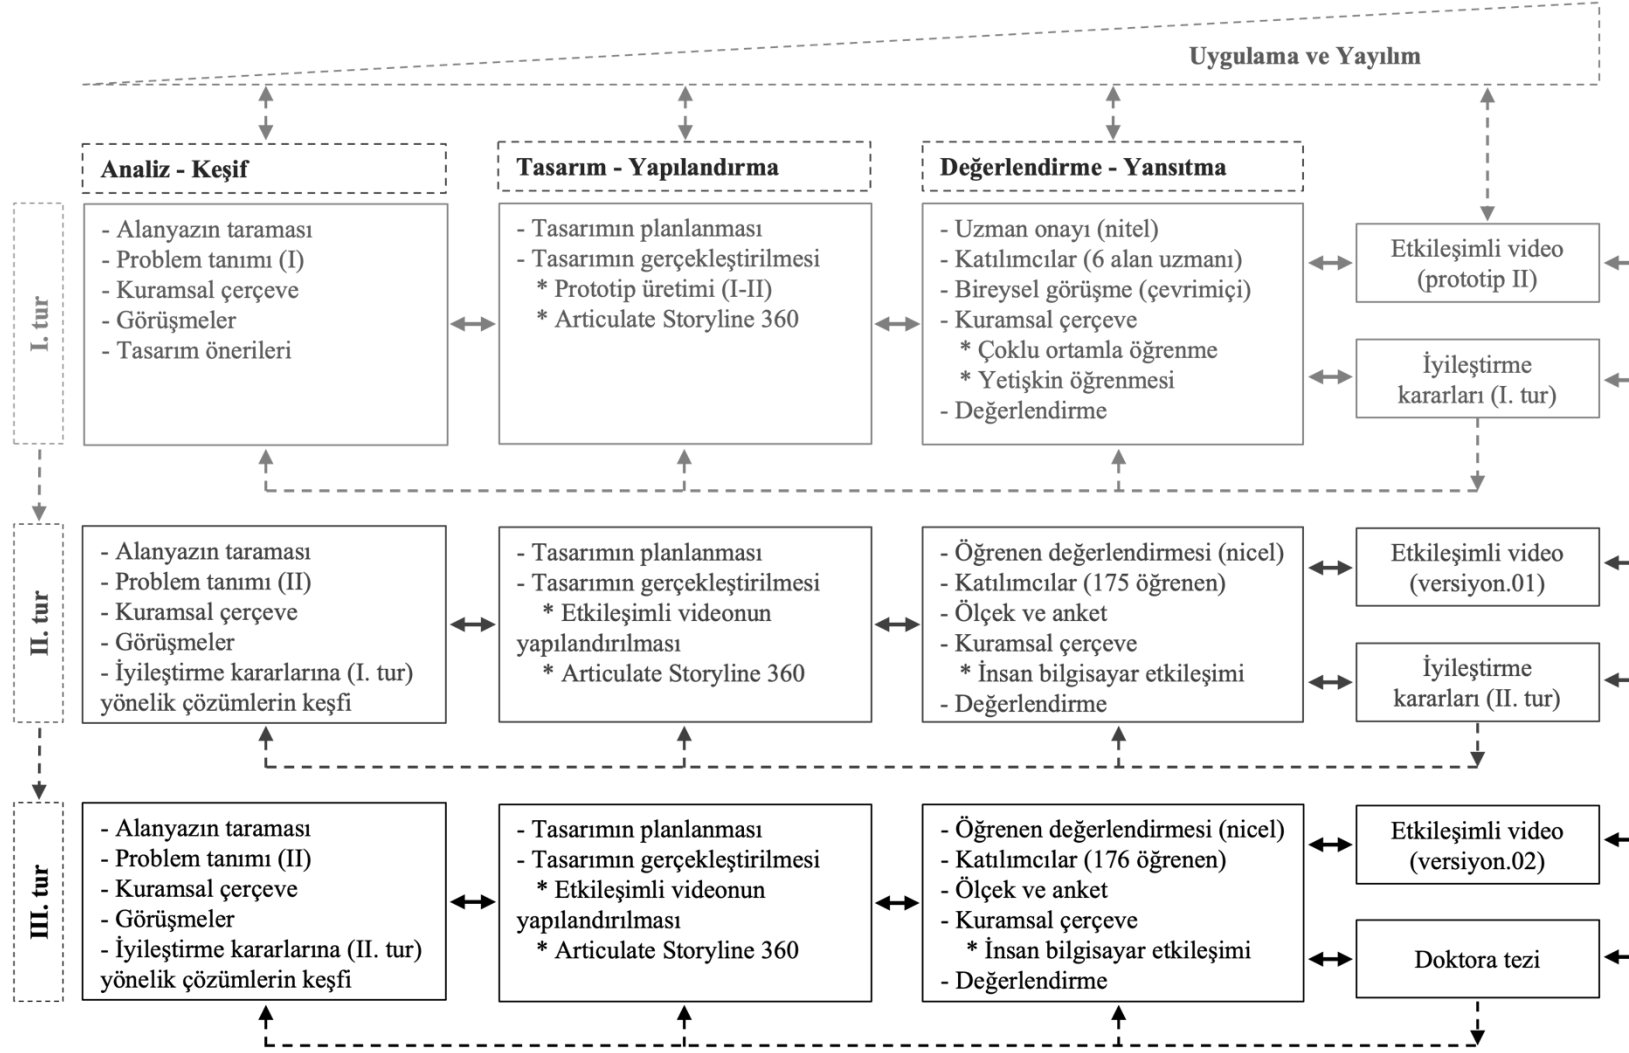 Uygulama ve Yayılım
Analiz - Keşif
Tasarım - Yapılandırma
Değerlendirme - Yansıtma
I. tur
- Alanyazın taraması
- Problem tanımı (I)
- Kuramsal çerçeve
- Görüşmeler
- Tasarım önerileri
- Tasarımın planlanması
- Tasarımın gerçekleştirilmesi
* Prototip üretimi (I-II)
* Articulate Storyline 360
- Uzman onayı (nitel)
- Katılımcılar (6 alan uzmanı)
- Bireysel görüşme (çevrimiçi)
- Kuramsal çerçeve
* Çoklu ortamla öğrenme
* Yetişkin öğrenmesi
- Değerlendirme
Etkileşimli video
(prototip II)
İyileştirme
kararları (I. tur)
II. tur
- Alanyazın taraması
- Problem tanımı (II)
- Kuramsal çerçeve
- Görüşmeler
- İyileştirme kararlarına (I. tur)
yönelik çözümlerin keşfi
- Tasarımın planlanması
- Tasarımın gerçekleştirilmesi
* Etkileşimli videonun
yapılandırılması
* Articulate Storyline 360
- Öğrenen değerlendirmesi (nicel)
- Katılımcılar (175 öğrenen)
- Ölçek ve anket
- Kuramsal çerçeve
* İnsan bilgisayar etkileşimi
- Değerlendirme
Etkileşimli video
(versiyon.01)
İyileştirme
kararları (II. tur)
III. tur
- Alanyazın taraması
- Problem tanımı (II)
- Kuramsal çerçeve
- Görüşmeler
- İyileştirme kararlarına (II. tur)
yönelik çözümlerin keşfi
- Tasarımın planlanması
- Tasarımın gerçekleştirilmesi
* Etkileşimli videonun
yapılandırılması
* Articulate Storyline 360
- Öğrenen değerlendirmesi (nicel)
- Katılımcılar (176 öğrenen)
- Ölçek ve anket
- Kuramsal çerçeve
* İnsan bilgisayar etkileşimi
- Değerlendirme
Etkileşimli video
(versiyon.02)
Doktora tezi